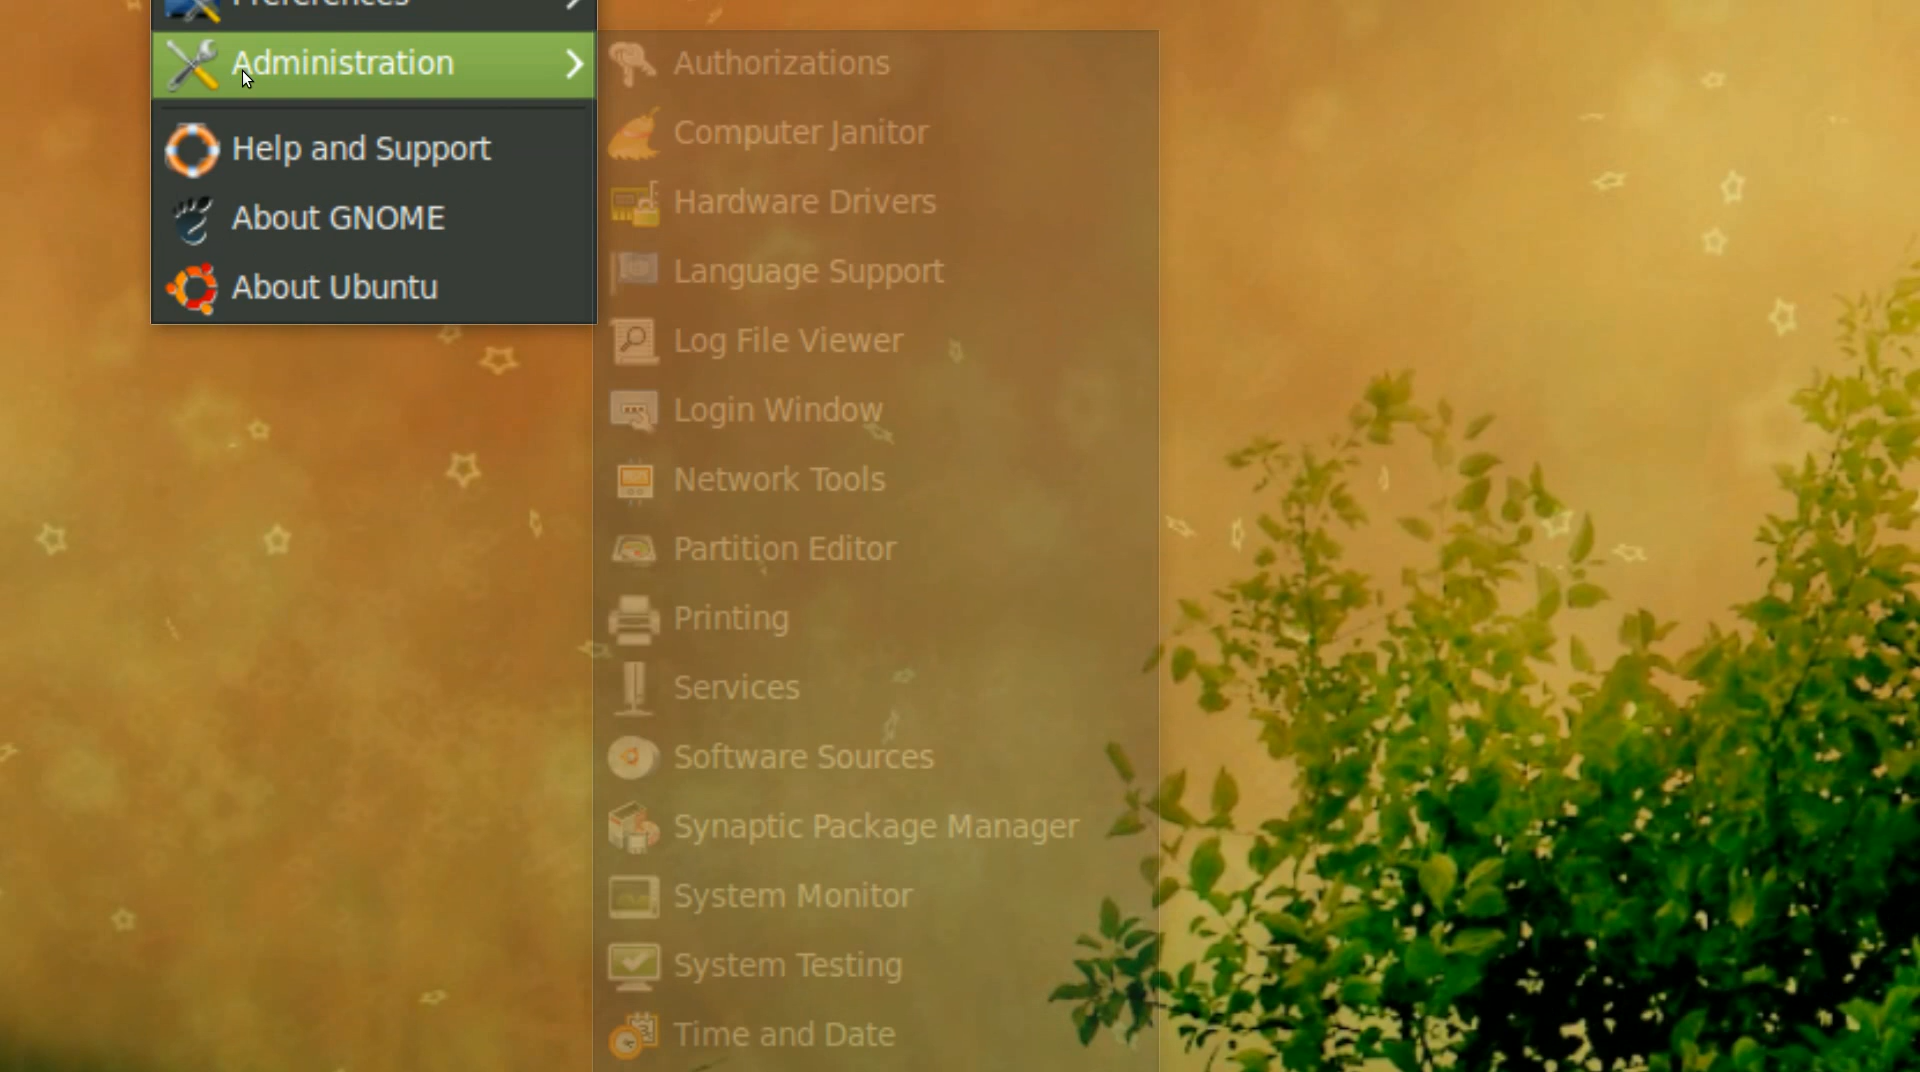 Preferences
Administration
Help and Support
About GNOME
About Ubuntu
Authorizations
Computer Janitor
Hardware Drivers
Language Support
Log File Viewer
Login Window
Network Tools
Partition Editor
Printing
Services
Software Sources
Synaptic Package Manager
System Monitor
System Testing
Time and Date